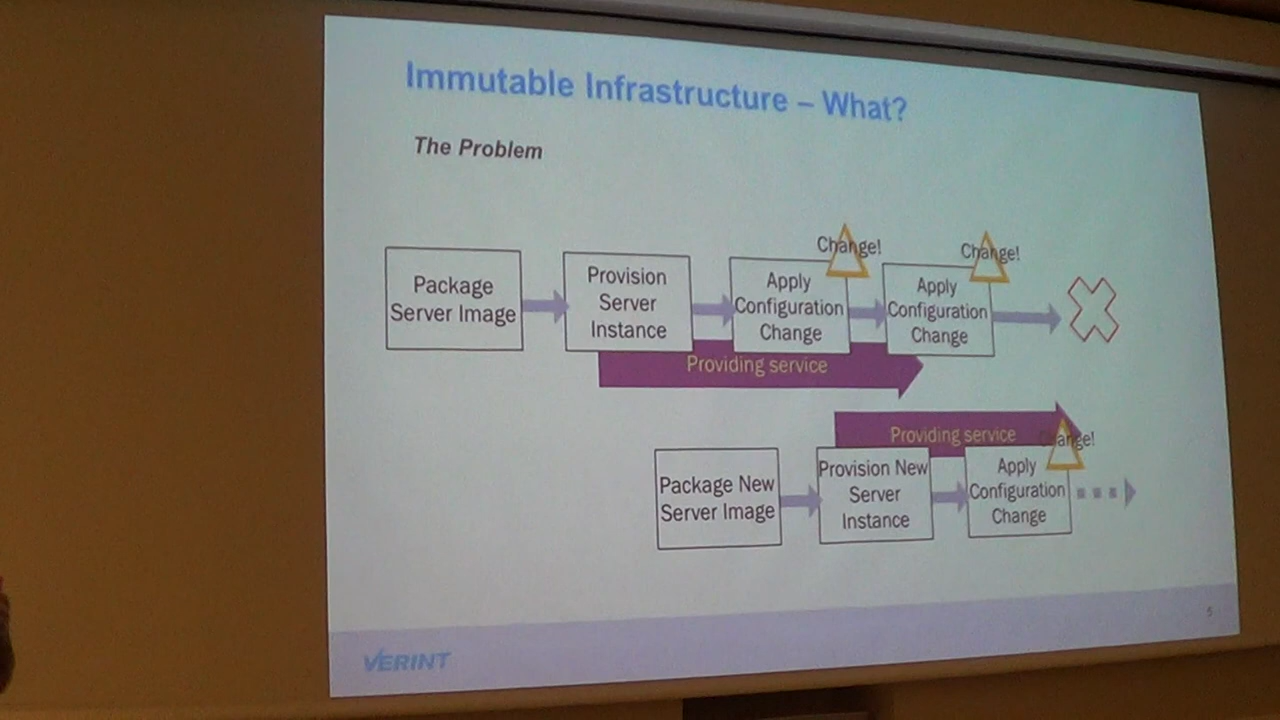 Immutable Infrastructure – What?
The Problem
Change!
Change!
Package
Server Image
Provision
Server
Instance
Apply
Configuration
Change
Apply
Configuration
Change
Providing service
Providing service
Change!
Package New
Server Image
Provision New
Server
Instance
Apply
Configuration
Change
5
VERINT